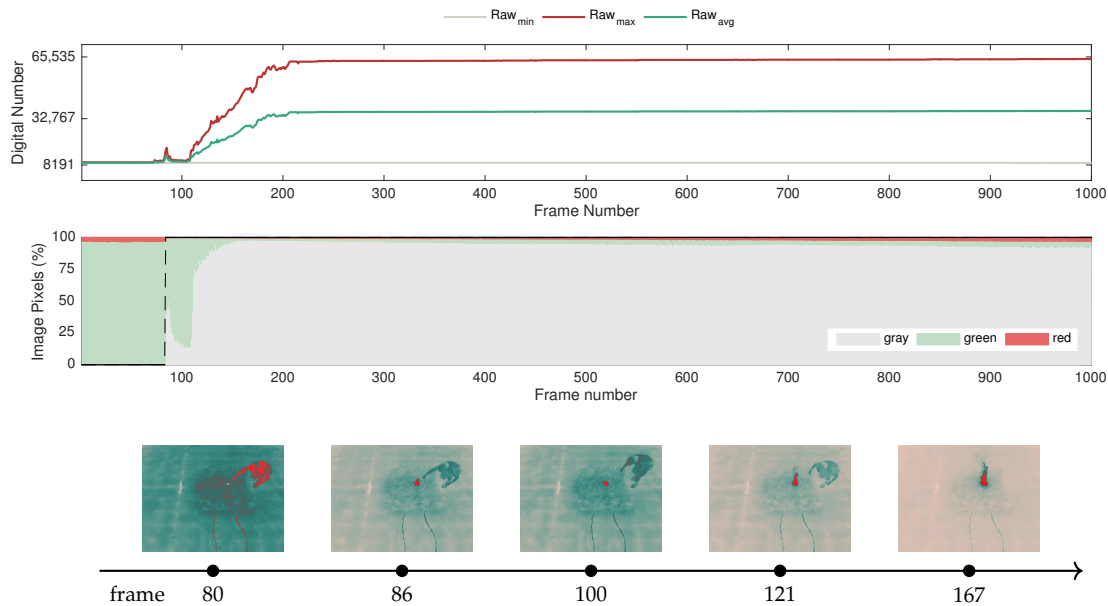 Raw_min Raw_max Raw_avg
65,535
32,767
8191
Digital Number
100 200 300 400 500 600 700 800 900 1000
Frame Number
100
75
50
25
0
Image Pixels (%)
gray green red
100 200 300 400 500 600 700 800 900 1000
Frame number
frame 80 86 100 121 167